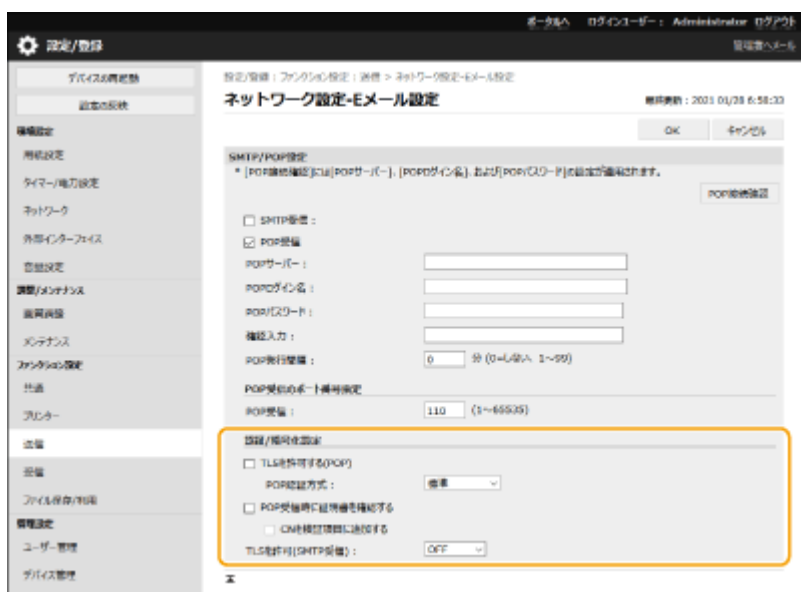 ポータルへ ログインユーザー： Administrator ログアウト
設定/登録
管理者へメール
デバイスの再起動
設定の反映
環境設定
用紙設定
タイマー/電力設定
ネットワーク
外部インターフェイス
音量設定
調整/メンテナンス
画質調整
メンテナンス
ファンクション設定
共通
プリンター
送信
受信
ファイル保存/利用
管理設定
ユーザー管理
デバイス管理
設定/登録 : ファンクション設定 : 送信 > ネットワーク設定-Eメール設定
ネットワーク設定-Eメール設定
最終更新 : 2021 01/28 6:58:33
OK キャンセル
SMTP/POP設定
* [POP接続確認]には[POPサーバー]、[POPログイン名]、および[POPパスワード]の設定が適用されます。
POP接続確認
SMTP受信 :
POP受信
POPサーバー :
POPログイン名 :
POPパスワード :
確認入力 :
POP発行間隔 : 0 分 (0=しない、1~99)
POP受信のポート番号指定
POP受信 : 110 (1~65535)
認証/暗号化設定
TLSを許可する(POP)
POP認証方式 : 標準
POP受信時に証明書を確認する
CNを検証項目に追加する
TLSを許可(SMTP受信) : OFF